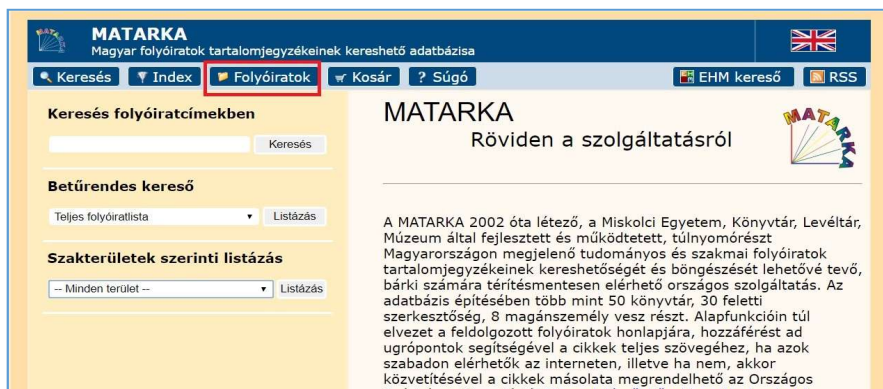 MATARKA
Magyar folyóiratok tartalomjegyzékeinek kereshető adatbázisa
Keresés Index Folyóiratok Kosár ? Súgó EHM kereső RSS
Keresés folyóiratcímekben
Keresés
Betűrendes kereső
Teljes folyóiratlista Listázás
Szakterületek szerinti listázás
-- Minden terület -- Listázás
MATARKA
Röviden a szolgáltatásról
MATARKA
A MATARKA 2002 óta létező, a Miskolci Egyetem, Könyvtár, Levéltár,
Múzeum által fejlesztett és működtetett, túlnyomórészt
Magyarországon megjelenő tudományos és szakmai folyóiratok
tartalomjegyzékeinek kereshetőségét és böngészését lehetővé tevő,
bárki számára térítésmentesen elérhető országos szolgáltatás. Az
adatbázis építésében több mint 50 könyvtár, 30 feletti
szerkesztőség, 8 magánszemély vesz részt. Alapfunkcióin túl
elvezet a feldolgozott folyóiratok honlapjára, hozzáférést ad
ugrópontok segítségével a cikkek teljes szövegéhez, ha azok
szabadon elérhetők az interneten, illetve ha nem, akkor
közvetítésével a cikkek másolata megrendelhető az Országos